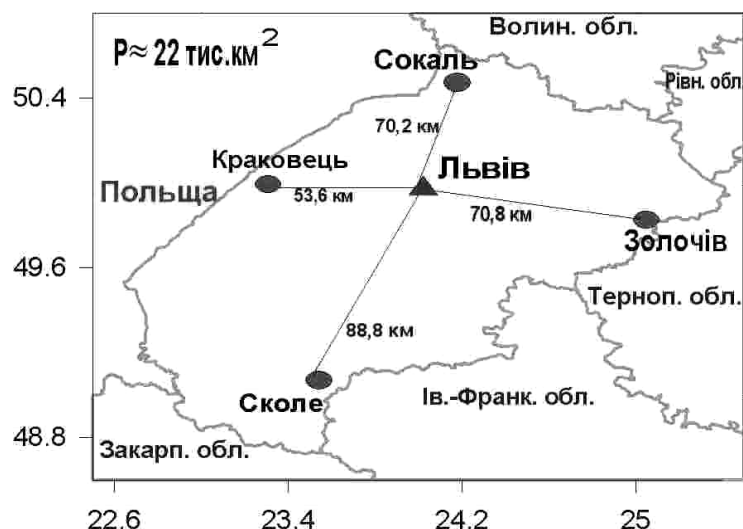 P≈ 22 тис.км2
Волин. обл.
Сокаль
Рівн. обл.
50.4
70,2 км
Краковець
Львів
Польща
53,6 км
70,8 км
Золочів
49.6
Терноп. обл.
88,8 км
Сколе
Ів.-Франк. обл.
48.8
Закарп. обл.
22.6 23.4 24.2 25